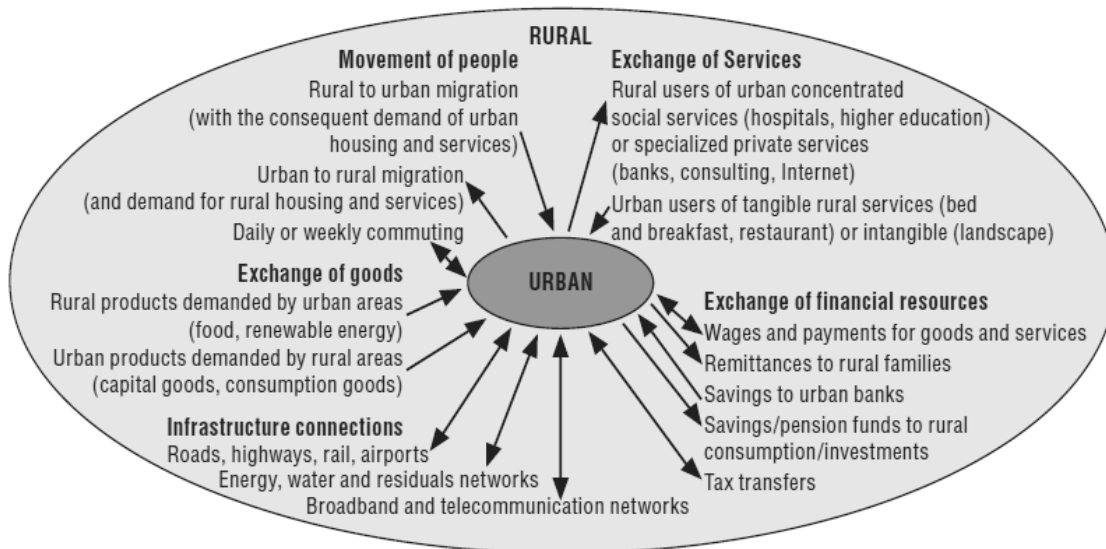 RURAL
Movement of people
Rural to urban migration
(with the consequent demand of urban
housing and services)
Urban to rural migration
(and demand for rural housing and services)
Daily or weekly commuting
Exchange of goods
Rural products demanded by urban areas
(food, renewable energy)
Urban products demanded by rural areas
(capital goods, consumption goods)
Infrastructure connections
Roads, highways, rail, airports
Energy, water and residuals networks
Broadband and telecommunication networks
URBAN
Exchange of Services
Rural users of urban concentrated
social services (hospitals, higher education)
or specialized private services
(banks, consulting, Internet)
Urban users of tangible rural services (bed
and breakfast, restaurant) or intangible (landscape)
Exchange of financial resources
Wages and payments for goods and services
Remittances to rural families
Savings to urban banks
Savings/pension funds to rural
consumption/investments
Tax transfers